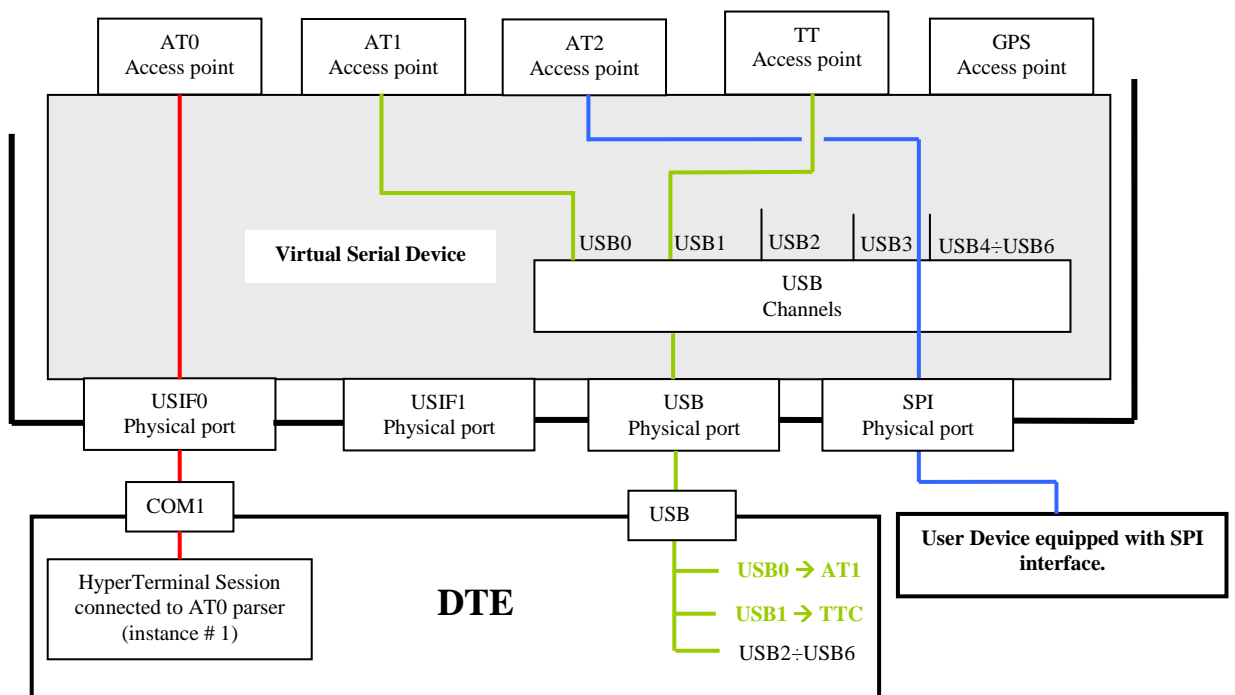 AT0
Access point
AT1
Access point
AT2
Access point
TT
Access point
GPS
Access point
Virtual Serial Device
USB0
USB1
USB2
USB3
USB4÷USB6
USB
Channels
USIF0
Physical port
USIF1
Physical port
USB
Physical port
SPI
Physical port
COM1
USB
HyperTerminal Session
connected to AT0 parser
(instance # 1)
DTE
USB0 → AT1
USB1 → TTC
USB2÷USB6
User Device equipped with SPI
interface.